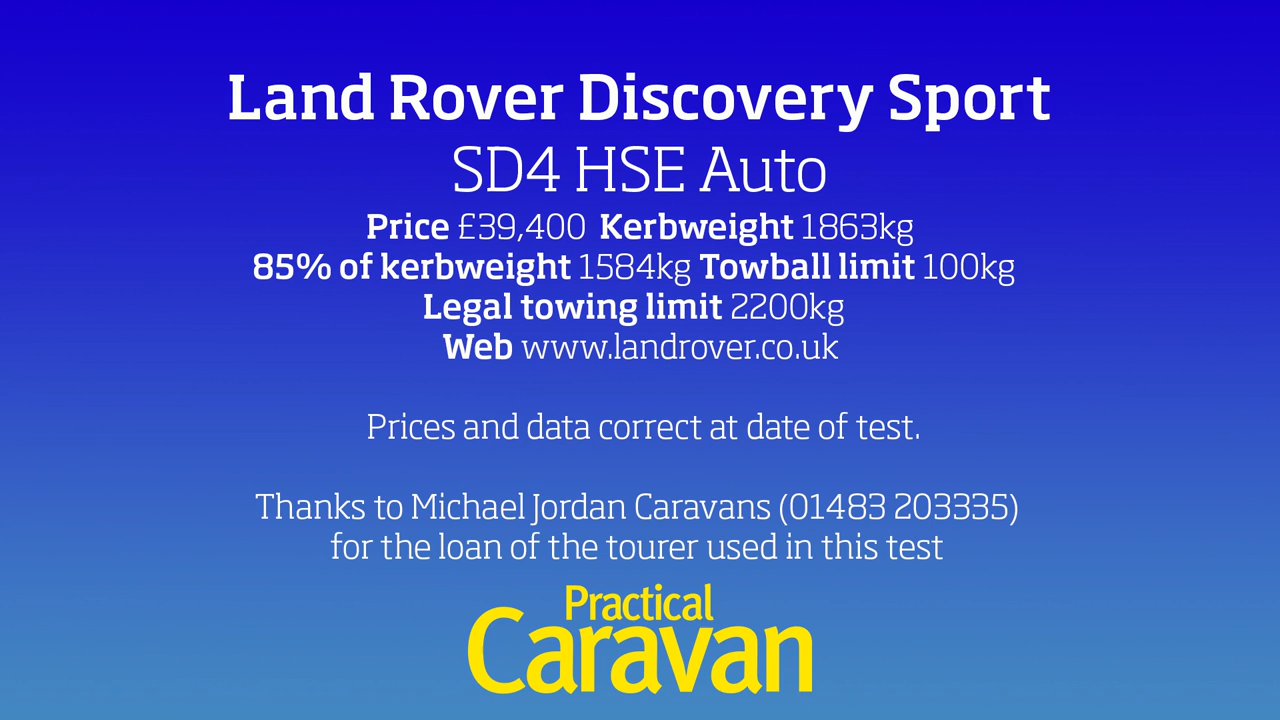 Land Rover Discovery Sport
SD4 HSE Auto
Price £39,400 Kerbweight 1863kg
85% of kerbweight 1584kg Towball limit 100kg
Legal towing limit 2200kg
Web www.landrover.co.uk
Prices and data correct at date of test.
Thanks to Michael Jordan Caravans (01483 203335)
for the loan of the tourer used in this test
Practical
Caravan